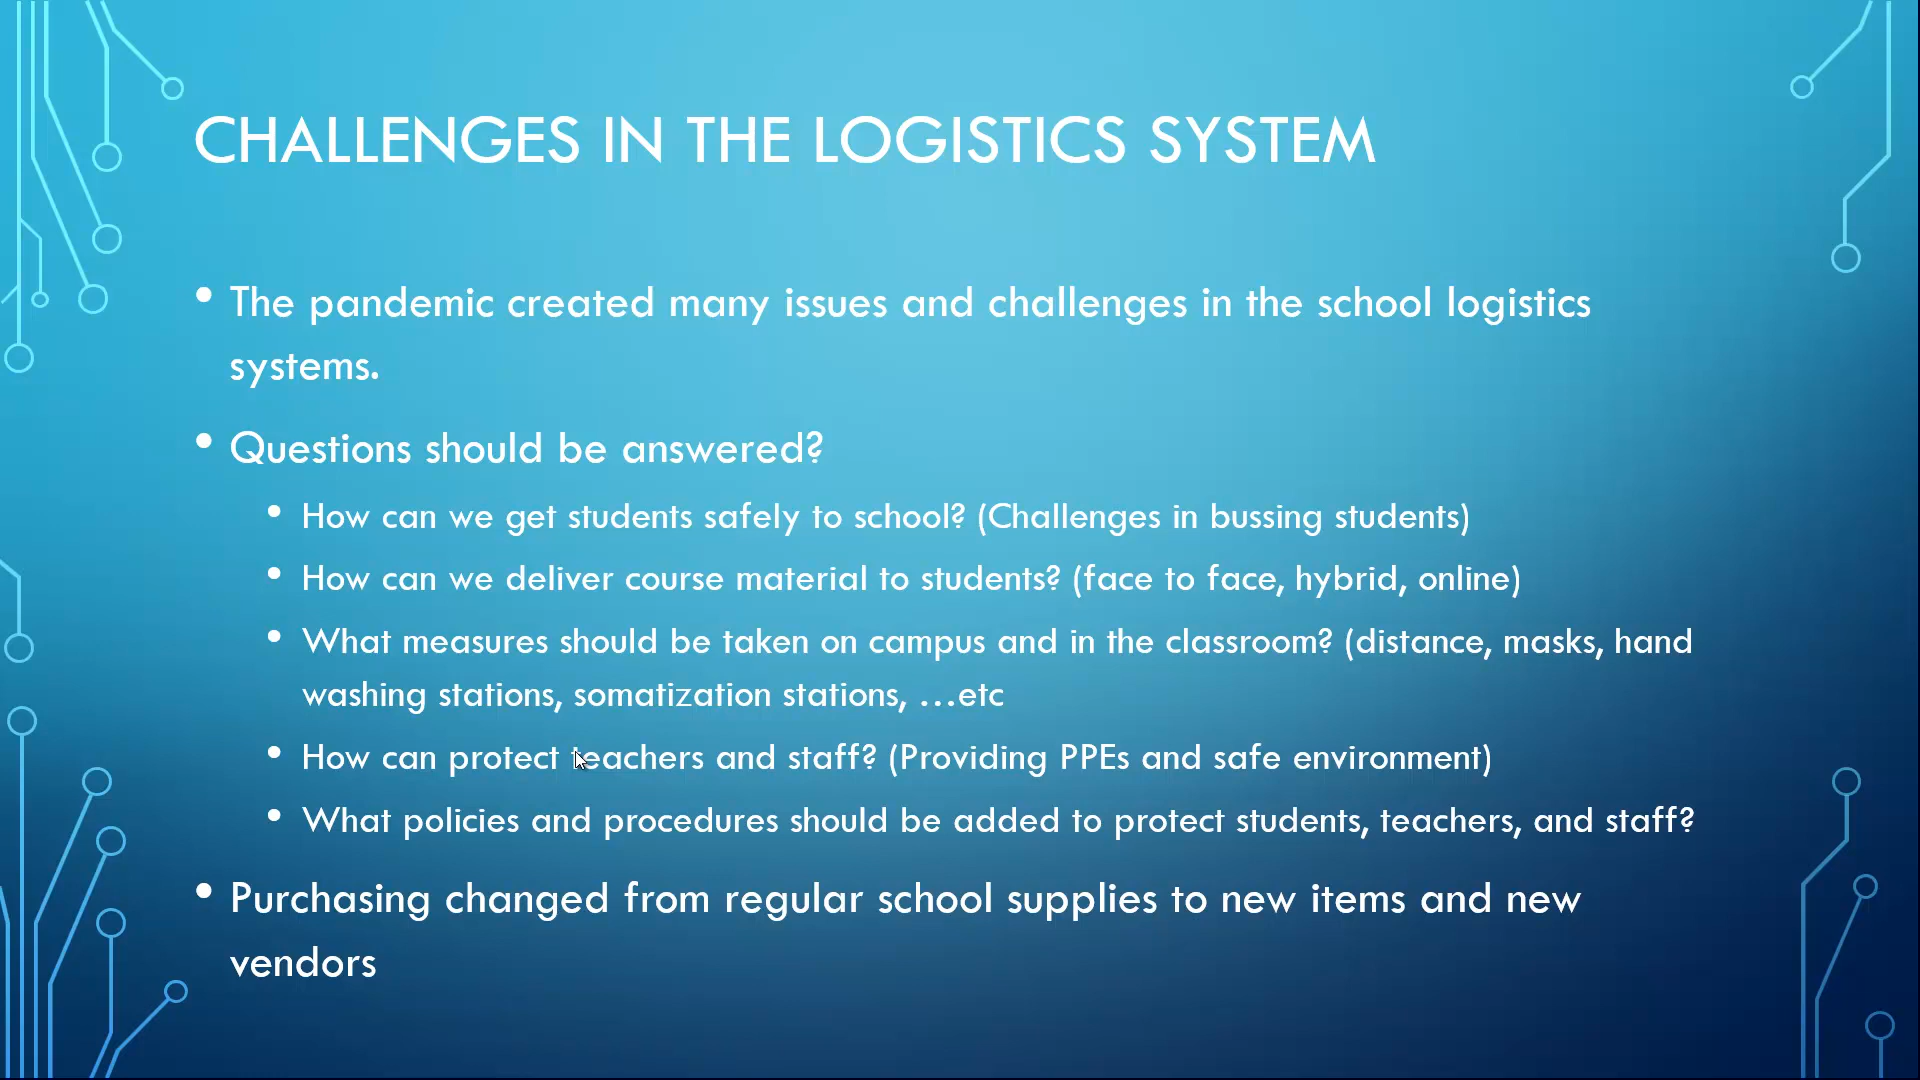 CHALLENGES IN THE LOGISTICS SYSTEM
• The pandemic created many issues and challenges in the school logistics
systems.
• Questions should be answered?
• How can we get students safely to school? (Challenges in bussing students)
• How can we deliver course material to students? (face to face, hybrid, online)
• What measures should be taken on campus and in the classroom? (distance, masks, hand
washing stations, somatization stations, …etc
• How can protect teachers and staff? (Providing PPEs and safe environment)
• What policies and procedures should be added to protect students, teachers, and staff?
• Purchasing changed from regular school supplies to new items and new
vendors